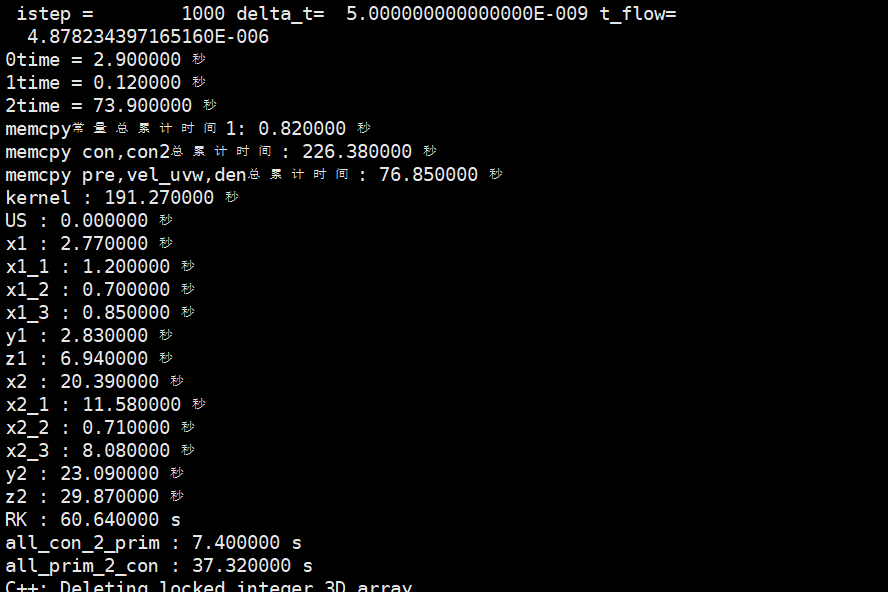 istep =        1000 delta_t=  5.000000000000000E-009 t_flow=
4.878234397165160E-006
0time = 2.900000 秒
1time = 0.120000 秒
2time = 73.900000 秒
memcpy常量总累计时间1: 0.820000 秒
memcpy con,con2总累计时间: 226.380000 秒
memcpy pre,vel_uvw,den总累计时间: 76.850000 秒
kernel : 191.270000 秒
US : 0.000000 秒
x1 : 2.770000 秒
x1_1 : 1.200000 秒
x1_2 : 0.700000 秒
x1_3 : 0.850000 秒
y1 : 2.830000 秒
z1 : 6.940000 秒
x2 : 20.390000 秒
x2_1 : 11.580000 秒
x2_2 : 0.710000 秒
x2_3 : 8.080000 秒
y2 : 23.090000 秒
z2 : 29.870000 秒
RK : 60.640000 s
all_con_2_prim : 7.400000 s
all_prim_2_con : 37.320000 s
C++: Deleting locked integer 3D array